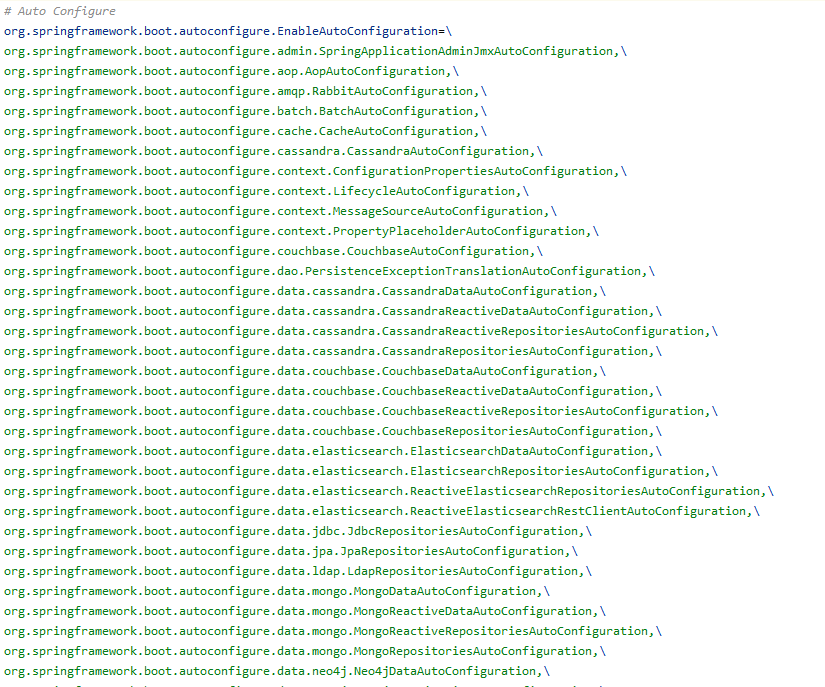 # Auto Configure
org.springframework.boot.autoconfigure.EnableAutoConfiguration=\
org.springframework.boot.autoconfigure.admin.SpringApplicationAdminJmxAutoConfiguration,\
org.springframework.boot.autoconfigure.aop.AopAutoConfiguration,\
org.springframework.boot.autoconfigure.amqp.RabbitAutoConfiguration,\
org.springframework.boot.autoconfigure.batch.BatchAutoConfiguration,\
org.springframework.boot.autoconfigure.cache.CacheAutoConfiguration,\
org.springframework.boot.autoconfigure.cassandra.CassandraAutoConfiguration,\
org.springframework.boot.autoconfigure.context.ConfigurationPropertiesAutoConfiguration,\
org.springframework.boot.autoconfigure.context.LifecycleAutoConfiguration,\
org.springframework.boot.autoconfigure.context.MessageSourceAutoConfiguration,\
org.springframework.boot.autoconfigure.context.PropertyPlaceholderAutoConfiguration,\
org.springframework.boot.autoconfigure.couchbase.CouchbaseAutoConfiguration,\
org.springframework.boot.autoconfigure.dao.PersistenceExceptionTranslationAutoConfiguration,\
org.springframework.boot.autoconfigure.data.cassandra.CassandraDataAutoConfiguration,\
org.springframework.boot.autoconfigure.data.cassandra.CassandraReactiveDataAutoConfiguration,\
org.springframework.boot.autoconfigure.data.cassandra.CassandraReactiveRepositoriesAutoConfiguration,\
org.springframework.boot.autoconfigure.data.cassandra.CassandraRepositoriesAutoConfiguration,\
org.springframework.boot.autoconfigure.data.couchbase.CouchbaseDataAutoConfiguration,\
org.springframework.boot.autoconfigure.data.couchbase.CouchbaseReactiveDataAutoConfiguration,\
org.springframework.boot.autoconfigure.data.couchbase.CouchbaseReactiveRepositoriesAutoConfiguration,\
org.springframework.boot.autoconfigure.data.couchbase.CouchbaseRepositoriesAutoConfiguration,\
org.springframework.boot.autoconfigure.data.elasticsearch.ElasticsearchDataAutoConfiguration,\
org.springframework.boot.autoconfigure.data.elasticsearch.ElasticsearchRepositoriesAutoConfiguration,\
org.springframework.boot.autoconfigure.data.elasticsearch.ReactiveElasticsearchRepositoriesAutoConfiguration,\
org.springframework.boot.autoconfigure.data.elasticsearch.ReactiveElasticsearchRestClientAutoConfiguration,\
org.springframework.boot.autoconfigure.data.jdbc.JdbcRepositoriesAutoConfiguration,\
org.springframework.boot.autoconfigure.data.jpa.JpaRepositoriesAutoConfiguration,\
org.springframework.boot.autoconfigure.data.ldap.LdapRepositoriesAutoConfiguration,\
org.springframework.boot.autoconfigure.data.mongo.MongoDataAutoConfiguration,\
org.springframework.boot.autoconfigure.data.mongo.MongoReactiveDataAutoConfiguration,\
org.springframework.boot.autoconfigure.data.mongo.MongoReactiveRepositoriesAutoConfiguration,\
org.springframework.boot.autoconfigure.data.mongo.MongoRepositoriesAutoConfiguration,\
org.springframework.boot.autoconfigure.data.neo4j.Neo4jDataAutoConfiguration,\